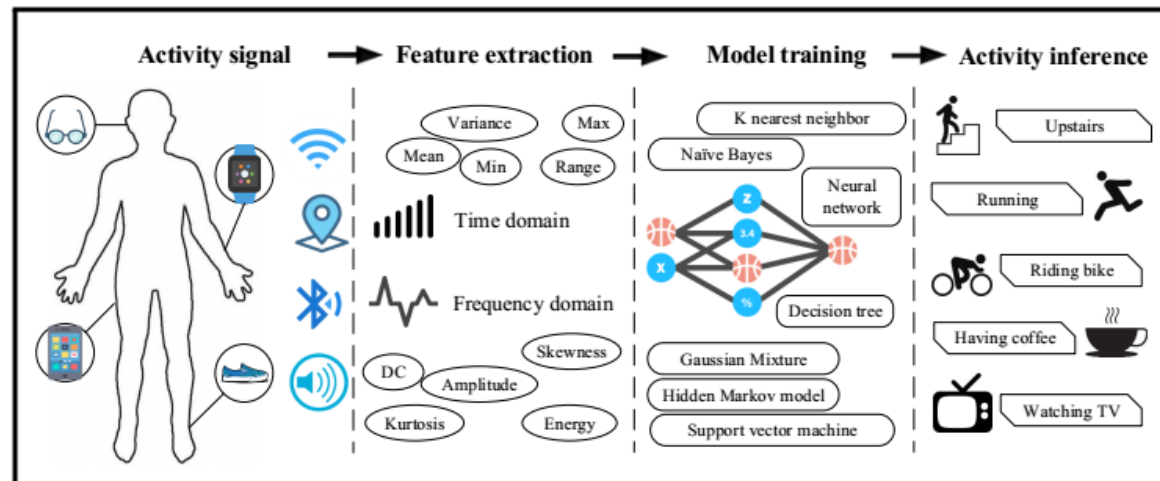 Activity signal
Feature extraction
Model training
Activity inference
Variance
Max
Mean
Min
Range
Time domain
Frequency domain
Skewness
DC
Amplitude
Kurtosis
Energy
K nearest neighbor
Naïve Bayes
Neural
network
Z
3.4
X
%
Decision tree
Gaussian Mixture
Hidden Markov model
Support vector machine
Upstairs
Running
Riding bike
Having coffee
Watching TV